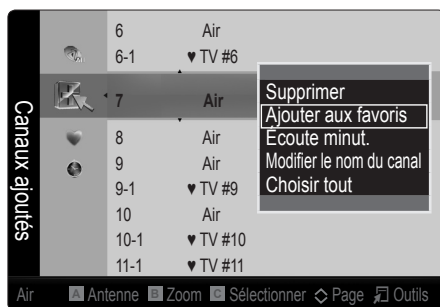 Canaux ajoutés
6 Air
6-1 ♥ TV #6
7 Air
8 Air
9 Air
9-1 ♥ TV #9
10 Air
10-1 ♥ TV #10
11-1 ♥ TV #11
Supprimer
Ajouter aux favoris
Écoute minut.
Modifier le nom du canal
Choisir tout
Air A Antenne B Zoom C Sélectionner Page Outils